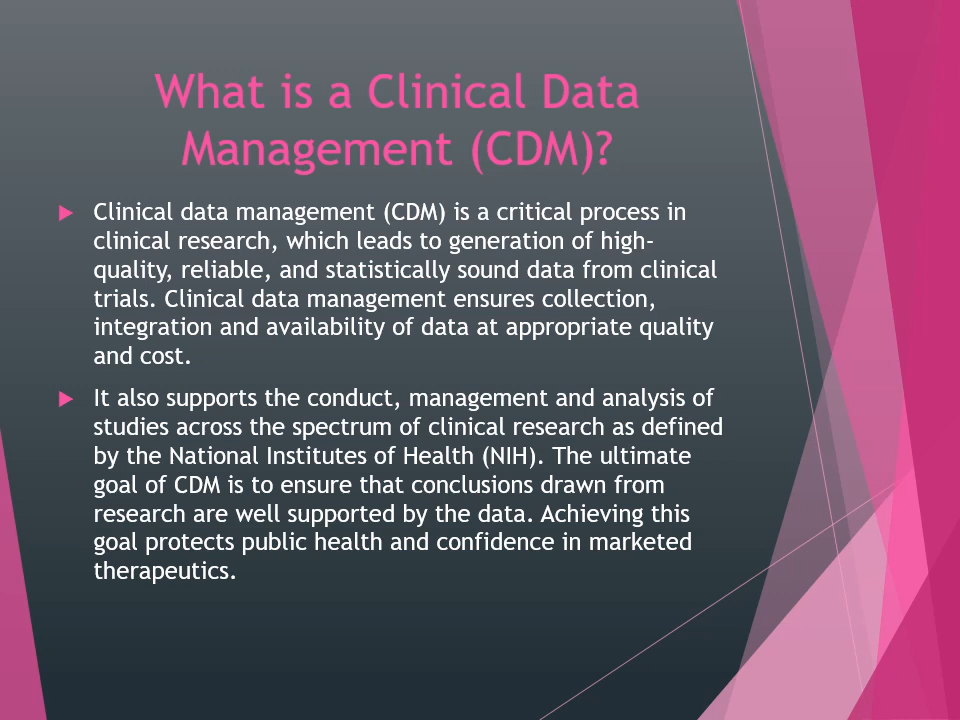 What is a Clinical Data
Management (CDM)?
Clinical data management (CDM) is a critical process in
clinical research, which leads to generation of high-
quality, reliable, and statistically sound data from clinical
trials. Clinical data management ensures collection,
integration and availability of data at appropriate quality
and cost.
It also supports the conduct, management and analysis of
studies across the spectrum of clinical research as defined
by the National Institutes of Health (NIH). The ultimate
goal of CDM is to ensure that conclusions drawn from
research are well supported by the data. Achieving this
goal protects public health and confidence in marketed
therapeutics.